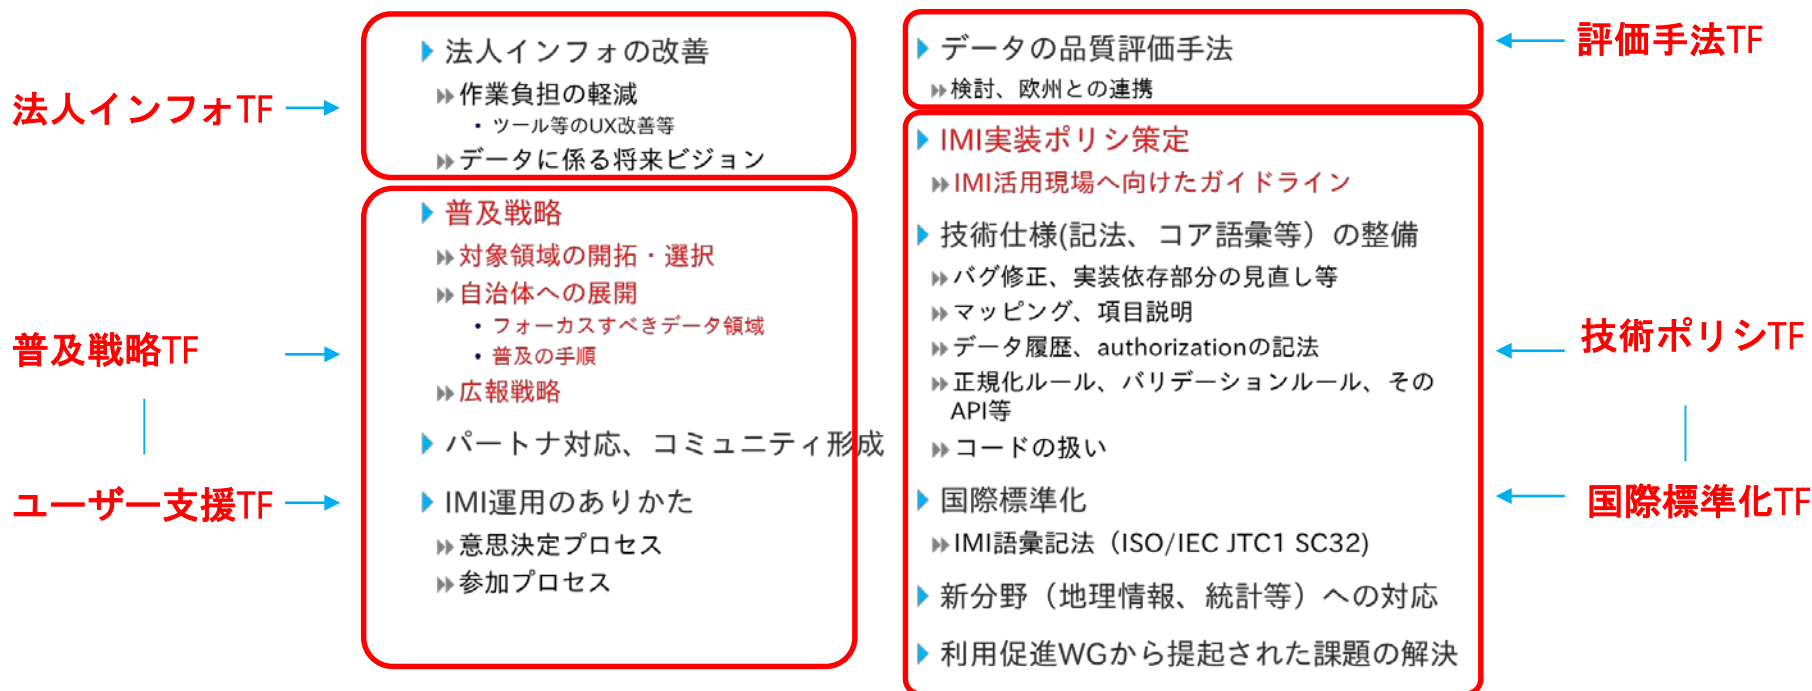 法人インフォTF
法人インフォの改善
作業負担の軽減
・ツール等のUX改善等
データに係る将来ビジョン
普及戦略TF
ユーザー支援TF
普及戦略
対象領域の開拓・選択
自治体への展開
・フォーカスすべきデータ領域
・普及の手順
広報戦略
パートナ対応、コミュニティ形成
IMI運用のありかた
意思決定プロセス
参加プロセス
データの品質評価手法
検討、欧州との連携
評価手法TF
IMI実装ポリシ策定
IMI活用現場へ向けたガイドライン
技術仕様(記法、コア語彙等）の整備
バグ修正、実装依存部分の見直し等
マッピング、項目説明
データ履歴、authorizationの記法
正規化ルール、バリデーションルール、その
API等
コードの扱い
国際標準化
IMI語彙記法（ISO/IEC JTC1 SC32)
新分野（地理情報、統計等）への対応
利用促進WGから提起された課題の解決
技術ポリシTF
国際標準化TF